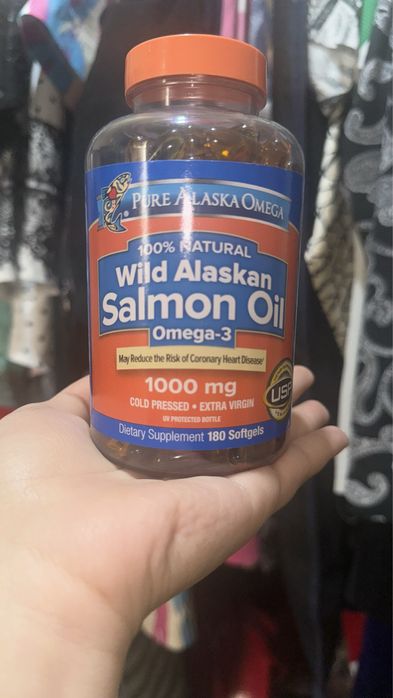 PURE ALASKA OMEGA®
100% NATURAL
Wild Alaskan
Salmon Oil
Omega-3
May Reduce the Risk of Coronary Heart Disease†
1000 mg
COLD PRESSED • EXTRA VIRGIN
UV PROTECTED BOTTLE
Dietary Supplement 180 Softgels
USP